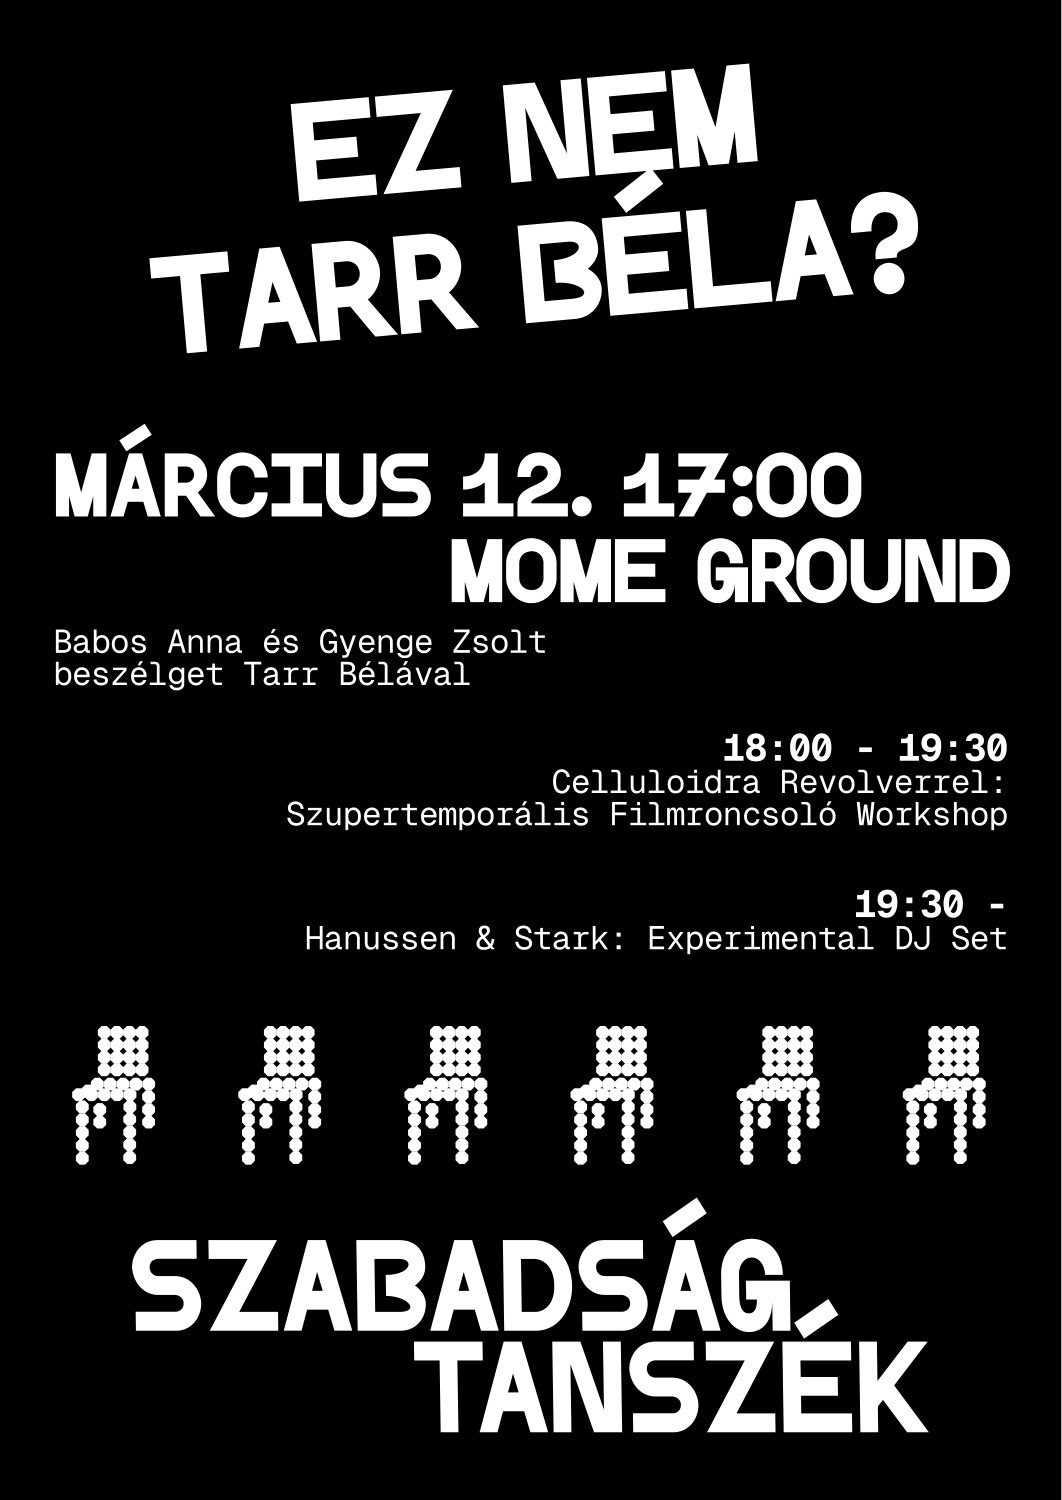 EZ NEM
TARR BÉLA?
MÁRCIUS 12. 17:00
MOME GROUND
Babos Anna és Gyenge Zsolt
beszélget Tarr Bélával
18:00 - 19:30
Celluloidra Revolverrel:
Szupertemporális Filmroncsoló Workshop
19:30 -
Hanussen & Stark: Experimental DJ Set
SZABADSÁG
TANSZÉK